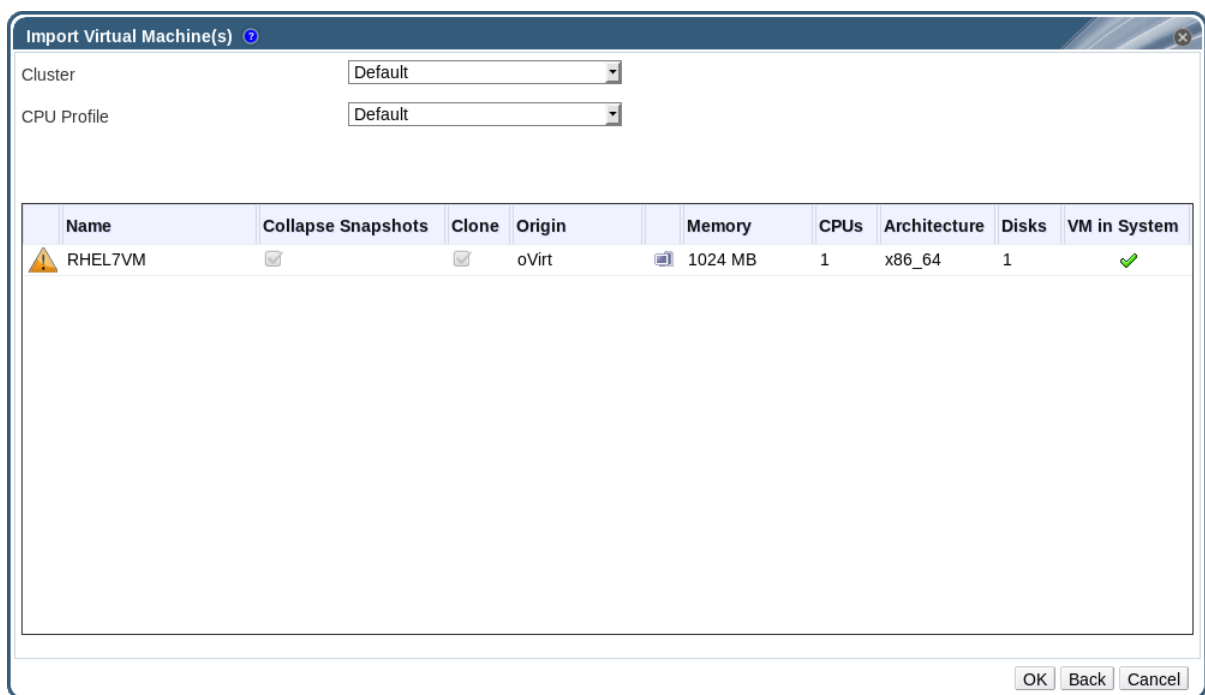 Import Virtual Machine(s) ?
Cluster Default
CPU Profile Default
Name Collapse Snapshots Clone Origin Memory CPUs Architecture Disks VM in System
RHEL7VM oVirt 1024 MB 1 x86_64 1
OK Back Cancel